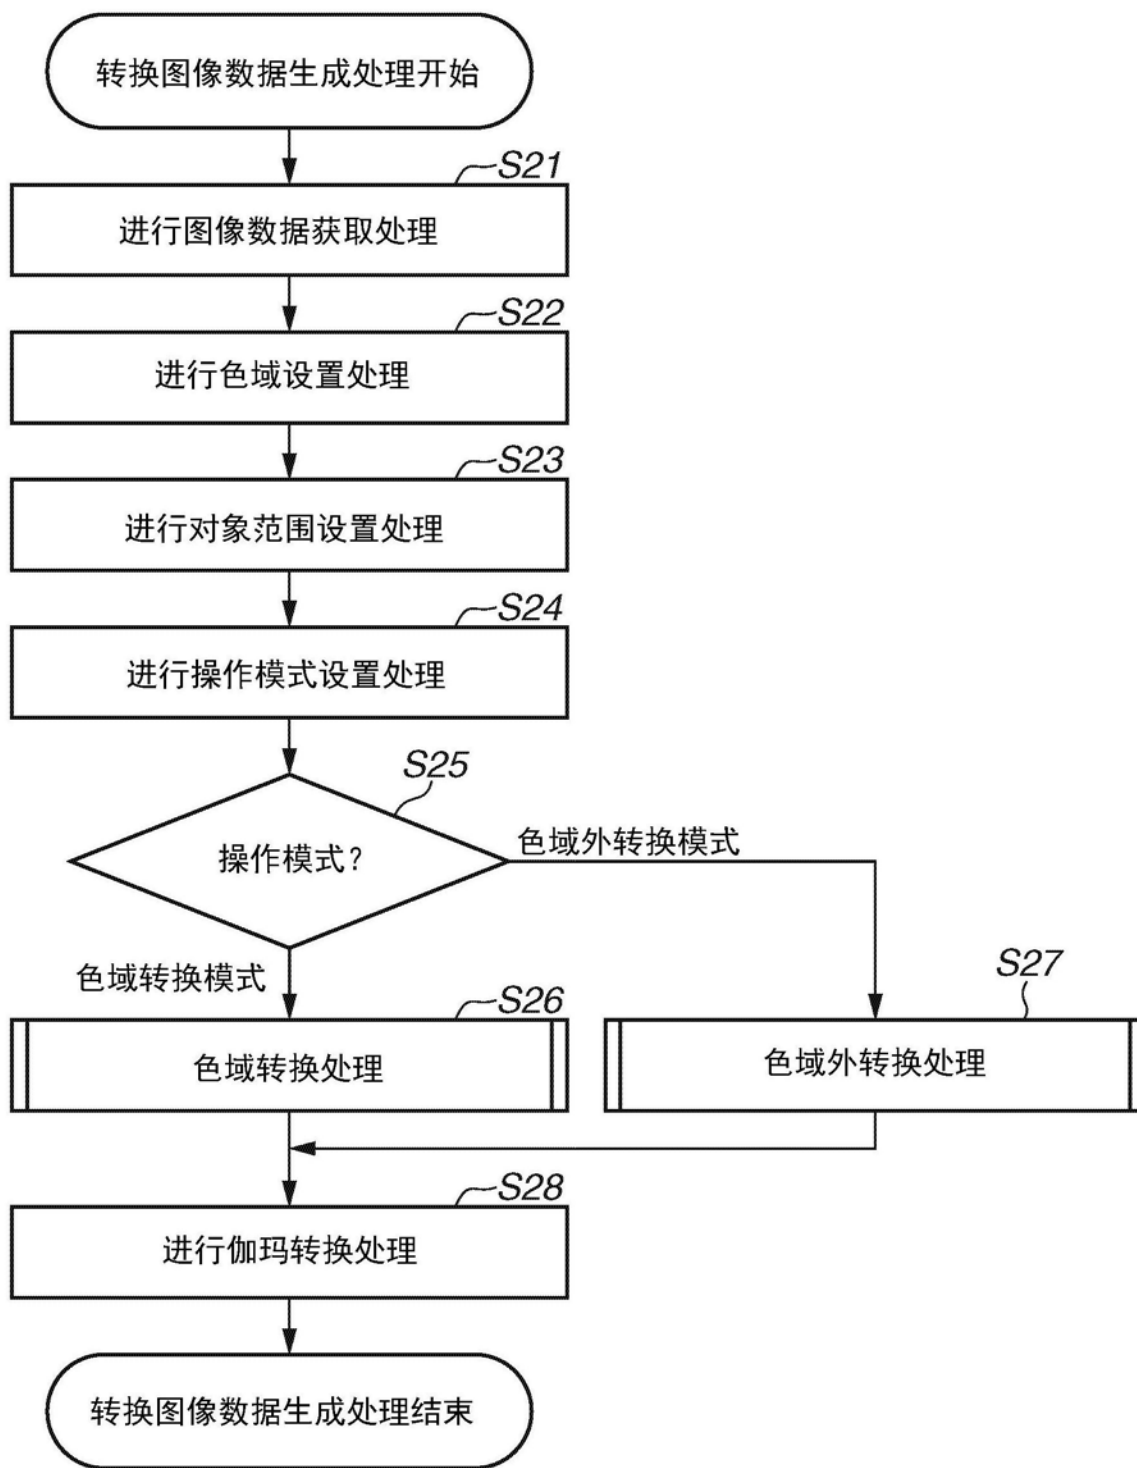 转换图像数据生成处理开始
S21
进行图像数据获取处理
S22
进行色域设置处理
S23
进行对象范围设置处理
S24
进行操作模式设置处理
S25
操作模式？
色域外转换模式
色域转换模式
S26
色域转换处理
S27
色域外转换处理
S28
进行伽玛转换处理
转换图像数据生成处理结束